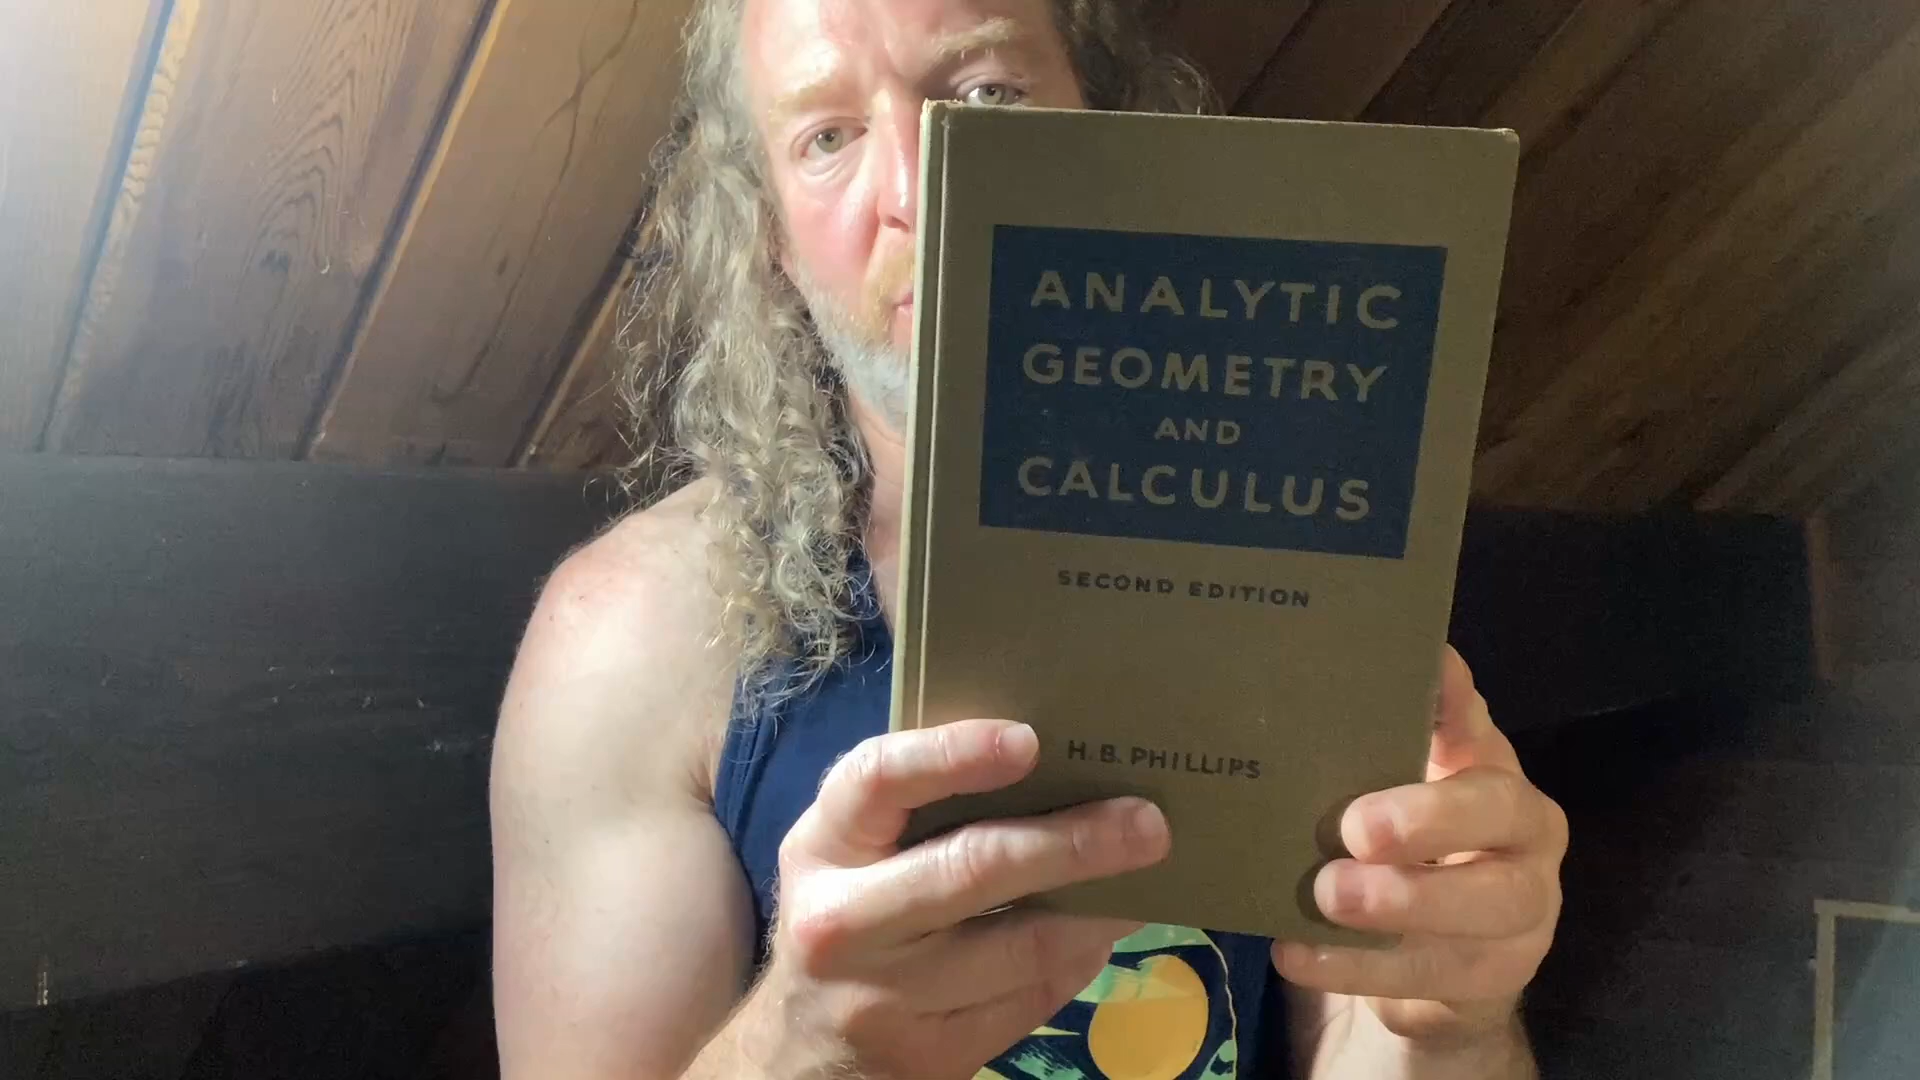 ANALYTIC
GEOMETRY
AND
CALCULUS
SECOND EDITION
H. B. PHILLIPS